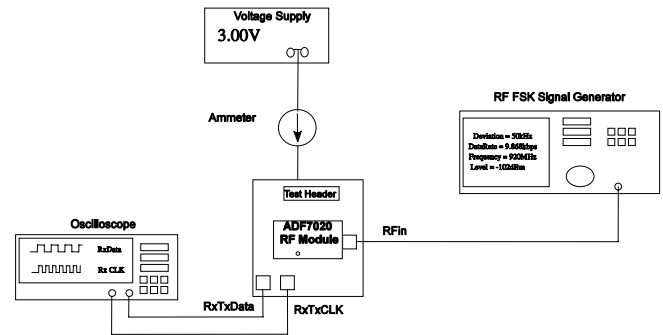 Voltage Supply
3.00V
RF FSK Signal Generator
Ammeter
Deviation = 50kHz
DataRate = 9.868kbps
Frequency = 920MHz
Level = -102dBm
Test Header
ADF7020
RF Module
RFin
Oscilloscope
RxData
Rx CLK
RxTxData
RxTxCLK